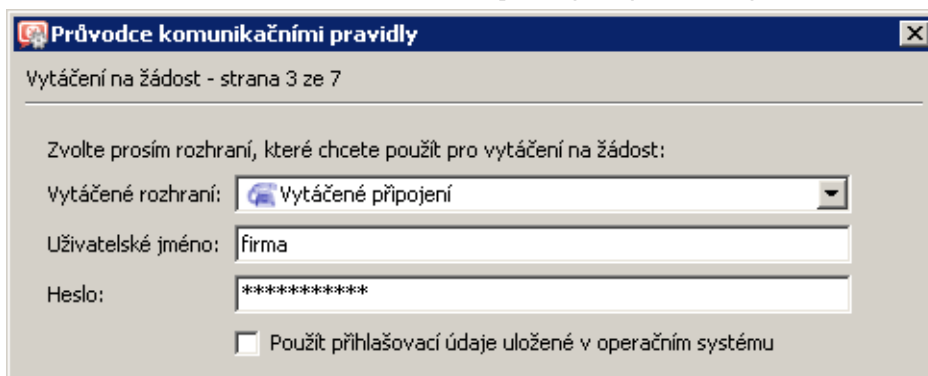 Průvodce komunikačními pravidly
Vytáčení na žádost - strana 3 ze 7
Zvolte prosím rozhraní, které chcete použít pro vytáčení na žádost:
Vytáčené rozhraní: Vytáčené připojení
Uživatelské jméno: firma
Heslo: ***********
Použít přihlašovací údaje uložené v operačním systému